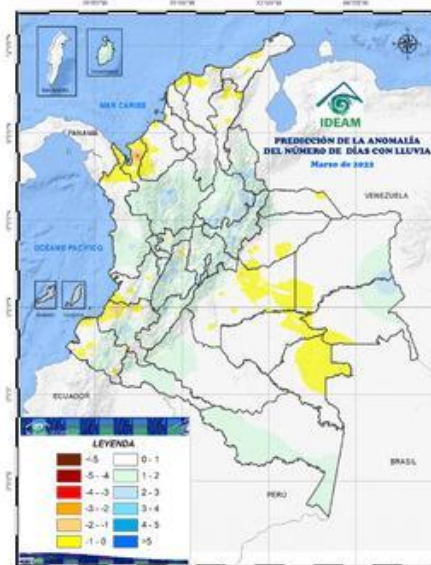 MAR CARIBE
PANAMA
IDEAM
PREDICCIÓN DE LA ANOMALÍA
DEL NÚMERO DE DÍAS CON LLUVIA
Marzo de 2022
VENEZUELA
OCÉANO PACÍFICO
ECUADOR
BRASIL
PERÚ
LEYENDA
<-5
-5 - -4
-4 - -3
-3 - -2
-2 - -1
-1 - 0
0 - 1
1 - 2
2 - 3
3 - 4
4 - 5
>5